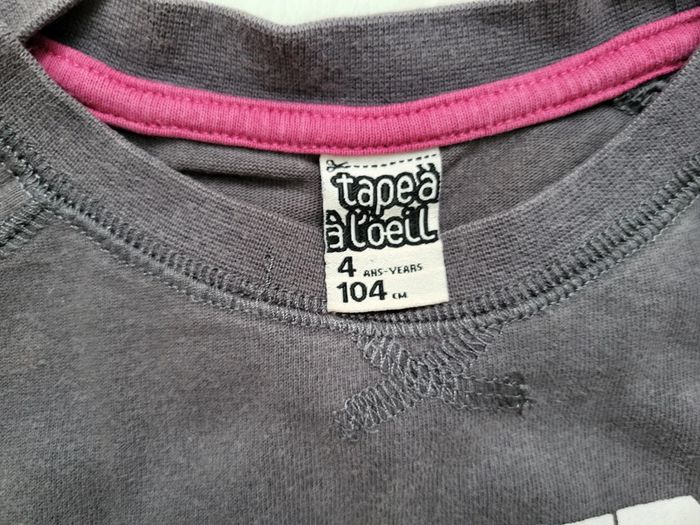 tape à
à l'oeil
4 ANS-YEARS
104 CM